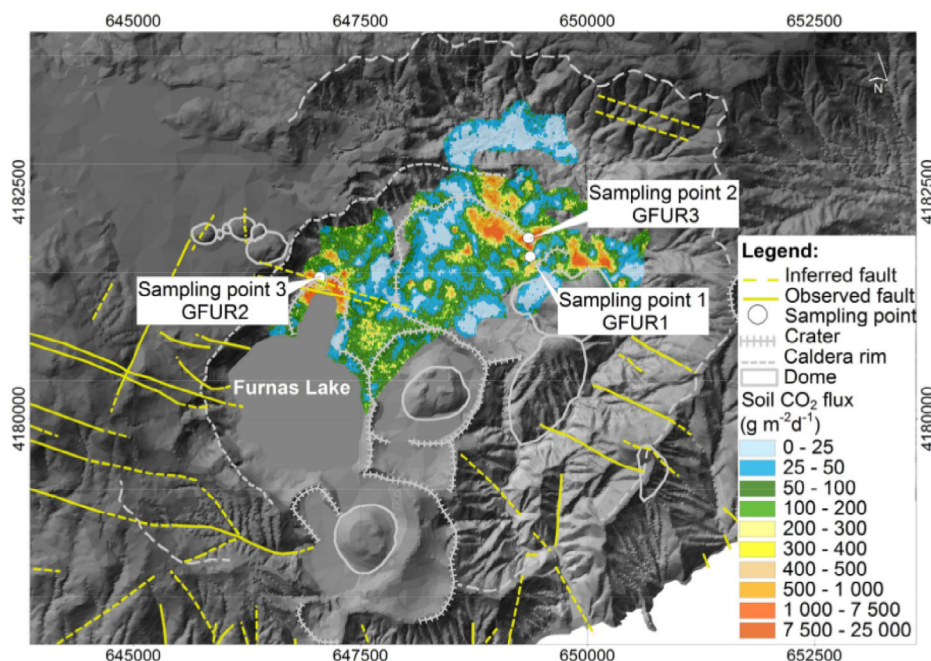 645000 647500 650000 652500
N
4182500
4182500
Sampling point 2
GFUR3
Sampling point 3
GFUR2
Sampling point 1
GFUR1
Furnas Lake
4180000
4180000
Legend:
Inferred fault
Observed fault
Sampling point
Crater
Caldera rim
Dome
Soil CO₂ flux
(g m⁻²d⁻¹)
0 - 25
25 - 50
50 - 100
100 - 200
200 - 300
300 - 400
400 - 500
500 - 1 000
1 000 - 7 500
7 500 - 25 000
645000 647500 650000 652500